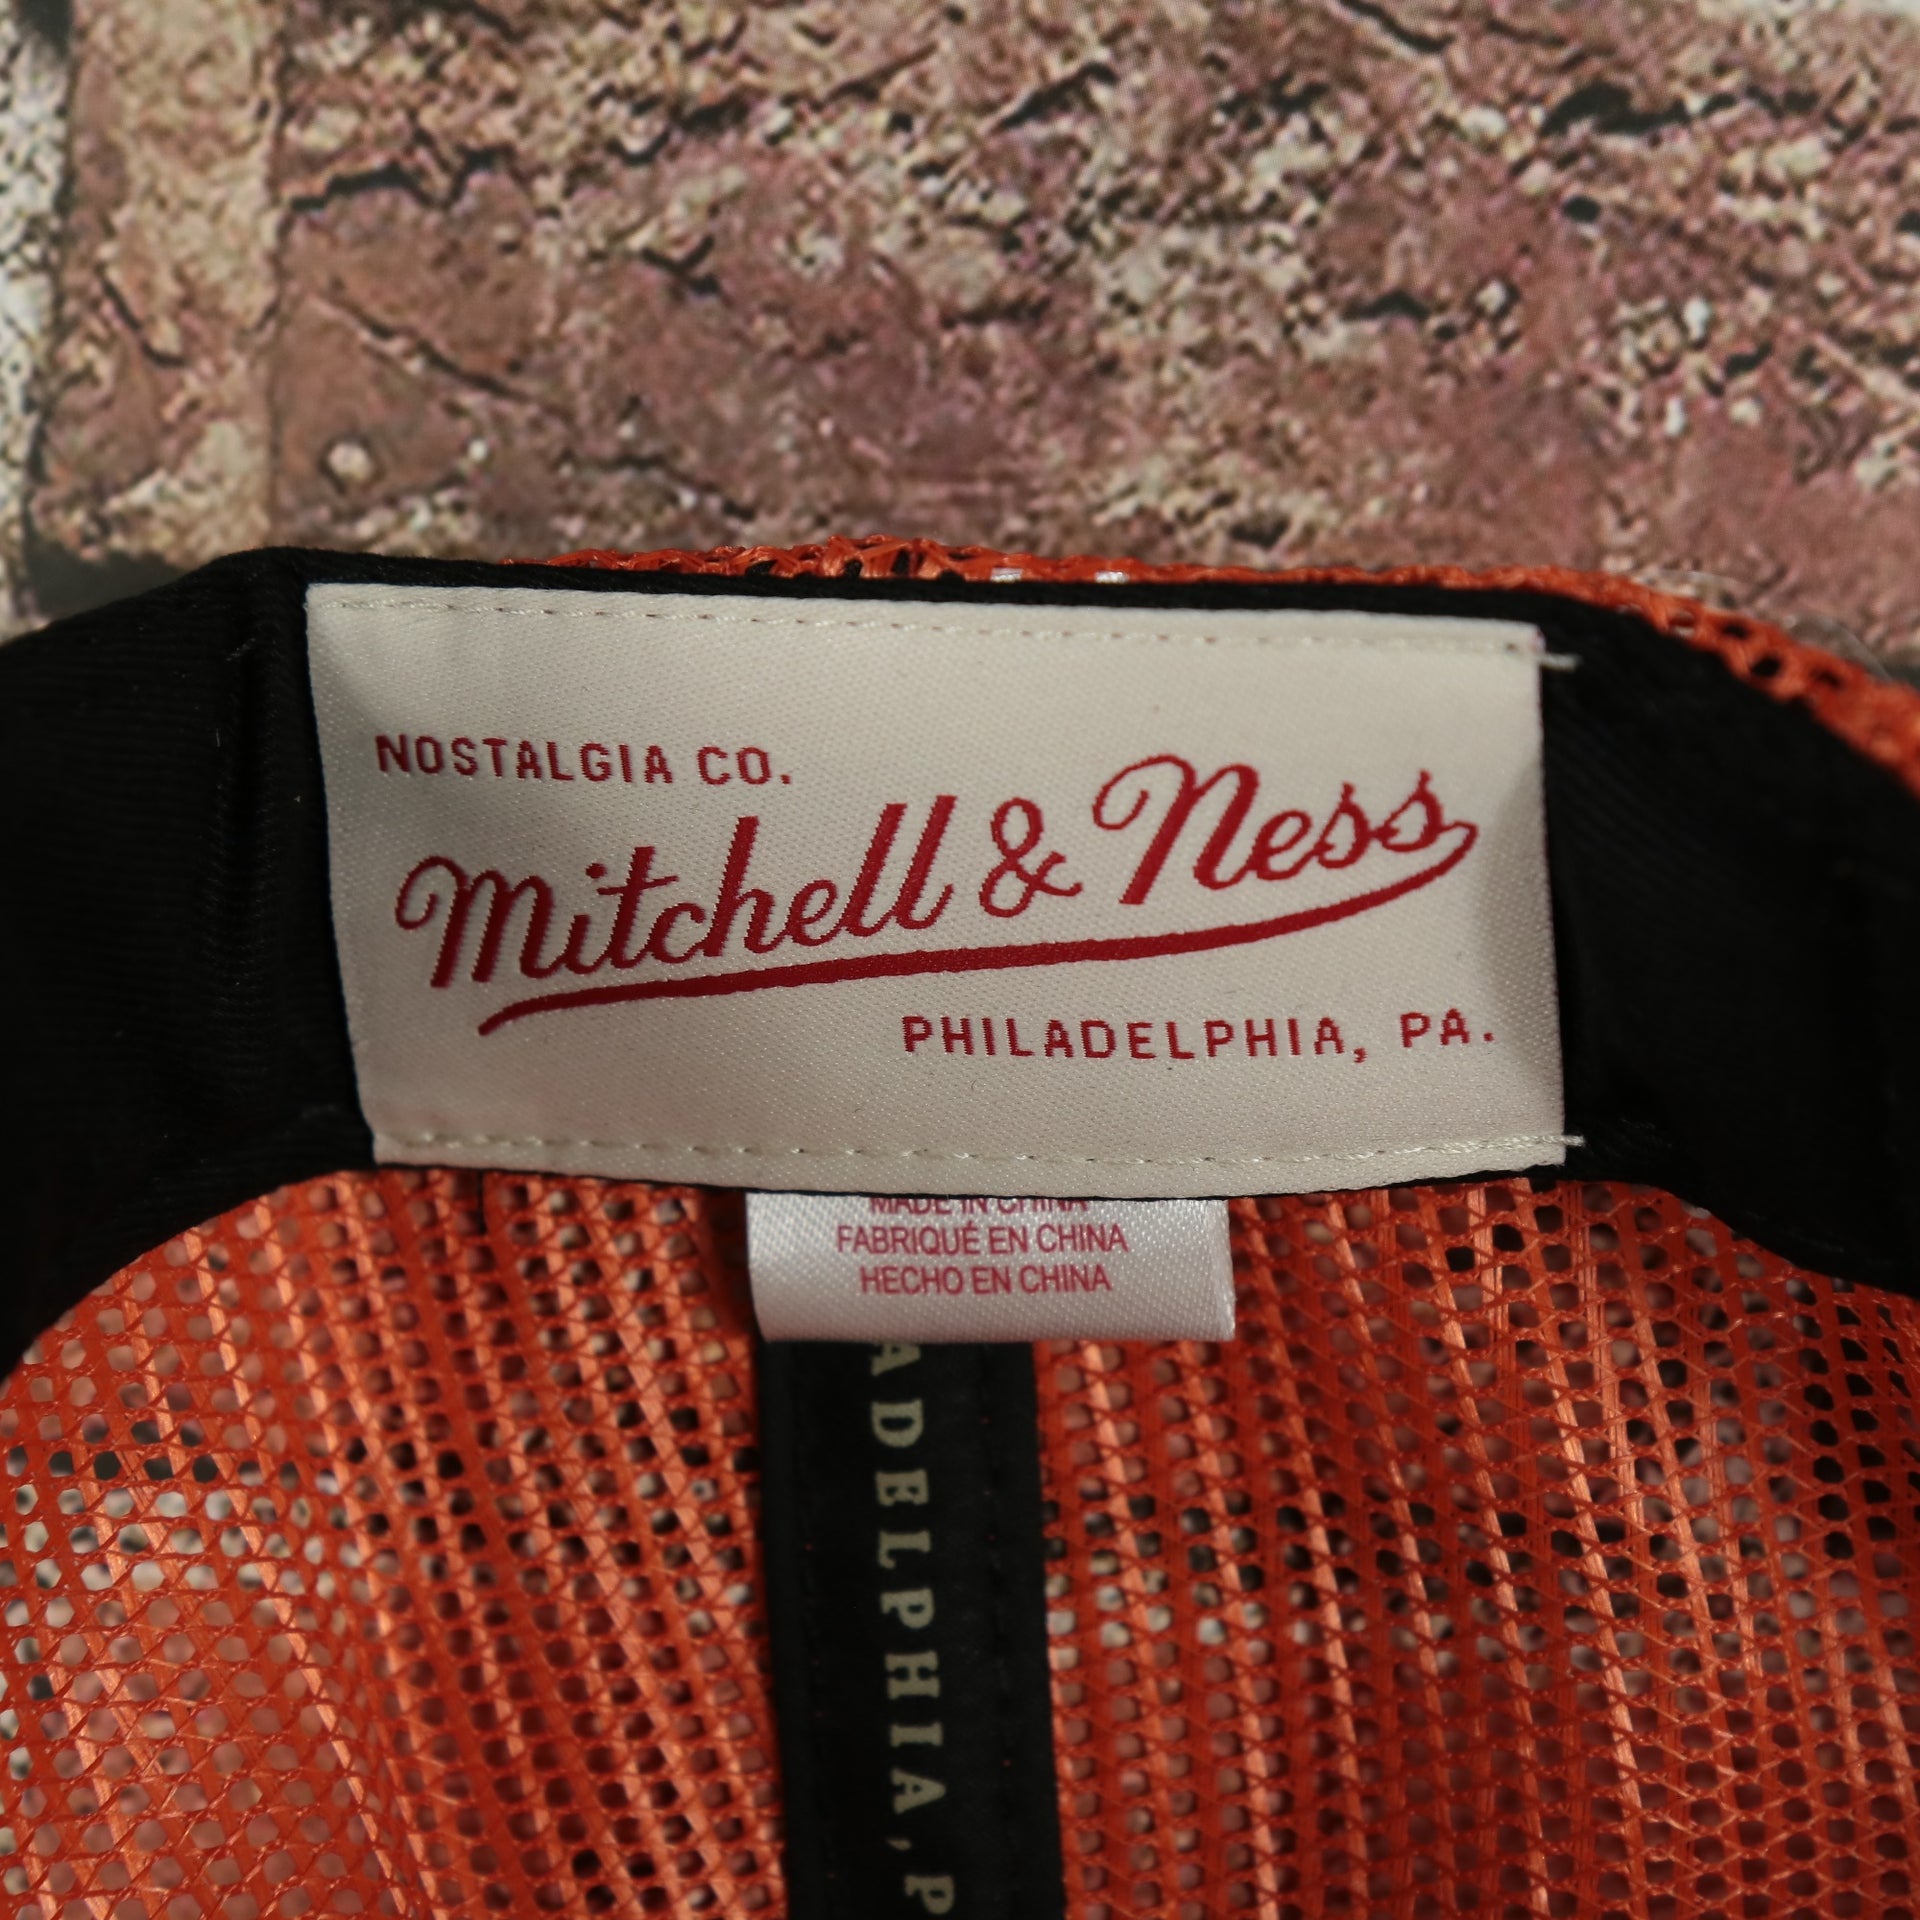 NOSTALGIA CO.
Mitchell & Ness
PHILADELPHIA, PA.
MADE IN CHINA
FABRIQUÉ EN CHINA
HECHO EN CHINA
ADELPHIA, P